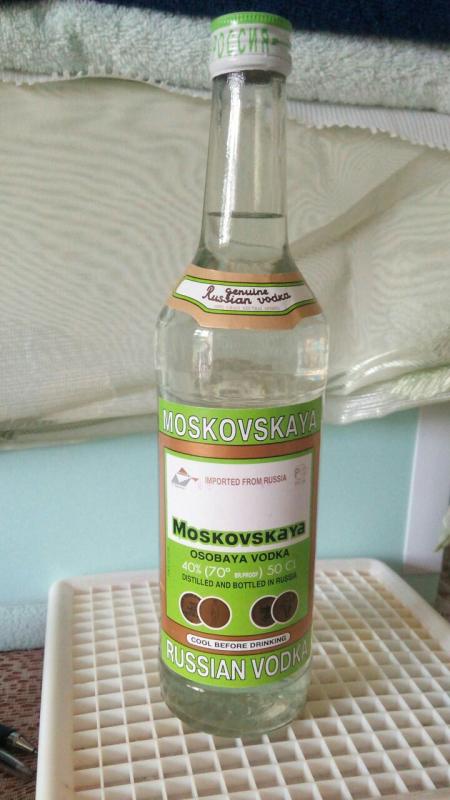 РОССИЯ
genuine
Russian vodka
MOSKOVSKAYA
IMPORTED FROM RUSSIA
Moskovskaya
OSOBAYA VODKA
40% (70° BR.PROOF) 50 Cl
DISTILLED AND BOTTLED IN RUSSIA
COOL BEFORE DRINKING
RUSSIAN VODKA